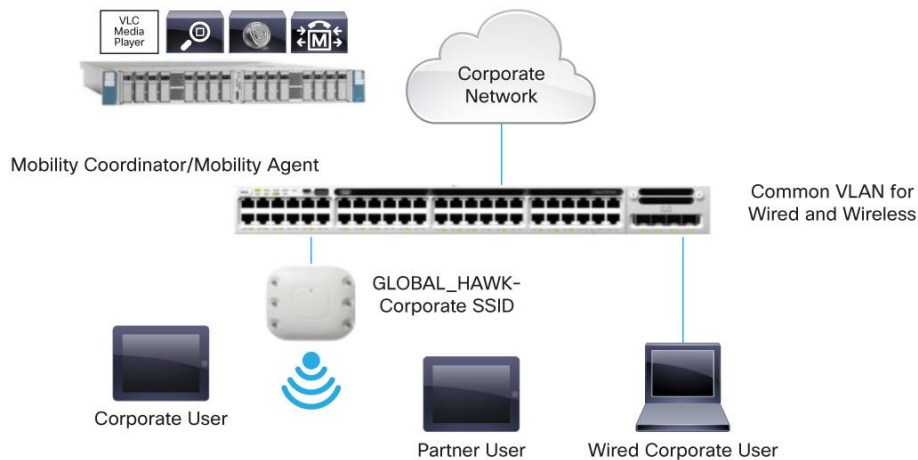 VLC
Media
Player
M
Corporate
Network
Mobility Coordinator/Mobility Agent
Common VLAN for
Wired and Wireless
GLOBAL_HAWK-
Corporate SSID
Corporate User
Partner User
Wired Corporate User